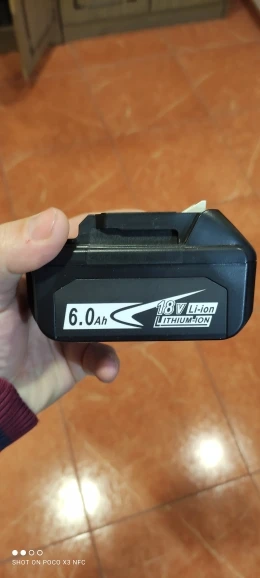 6.0Ah
18V Li-ion
LITHIUM-ION
SHOT ON POCO X3 NFC